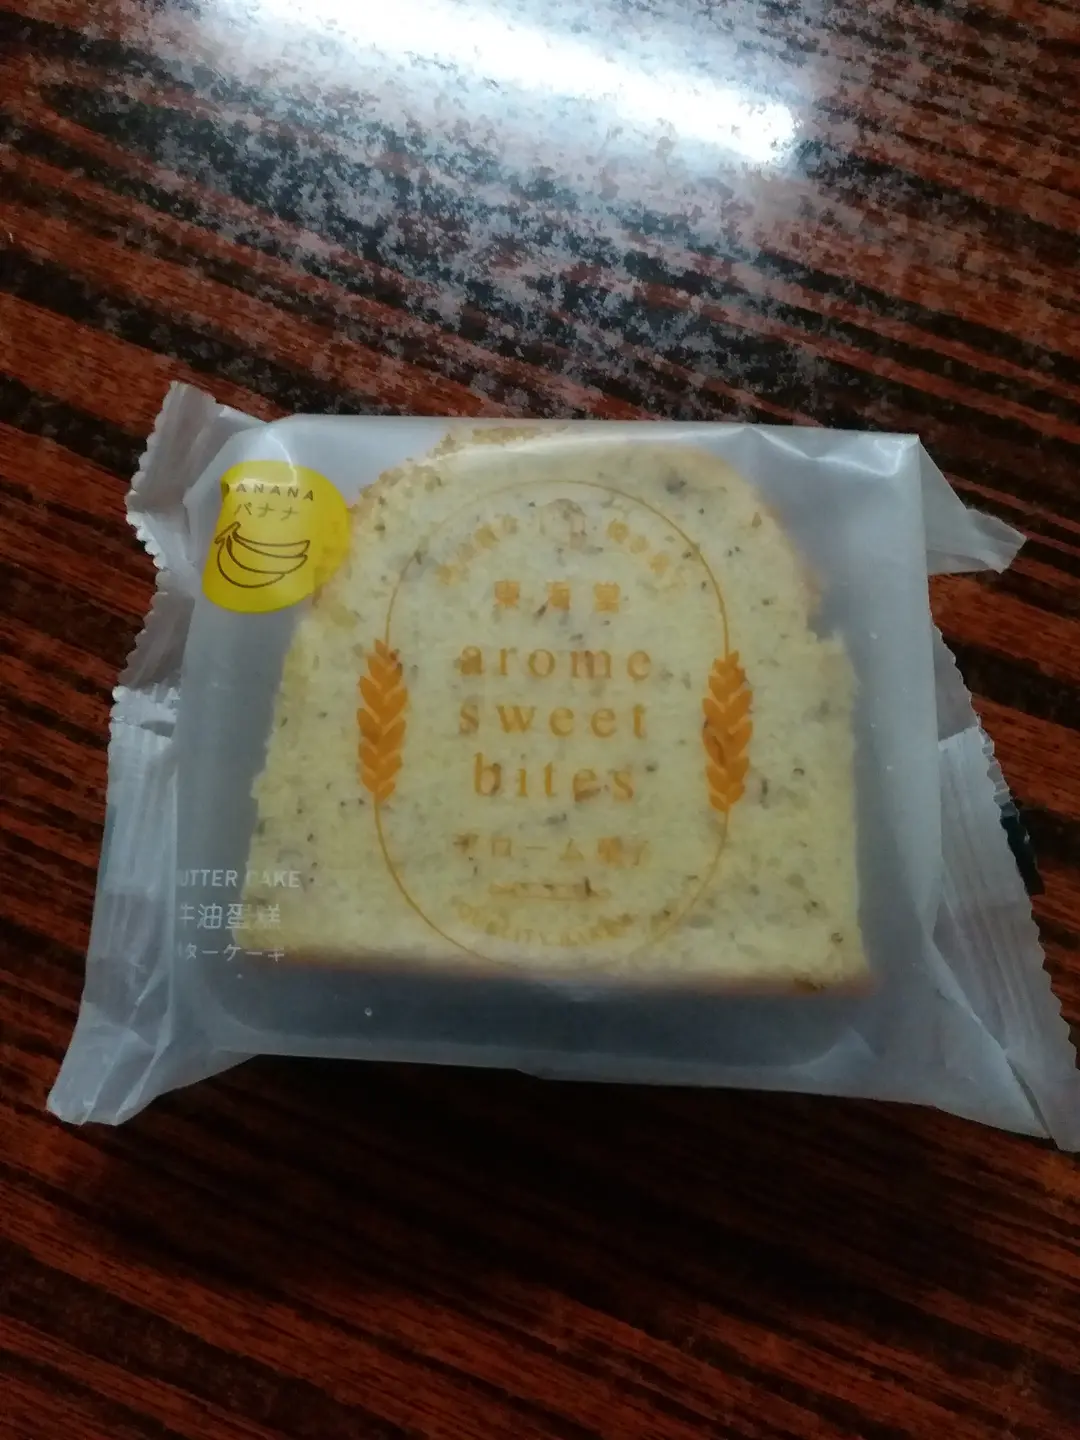 BANANA
バナナ
東海堂
arome
sweet
bites
アローム菓子
UTTER CAKE
牛油蛋糕
ターケーキ